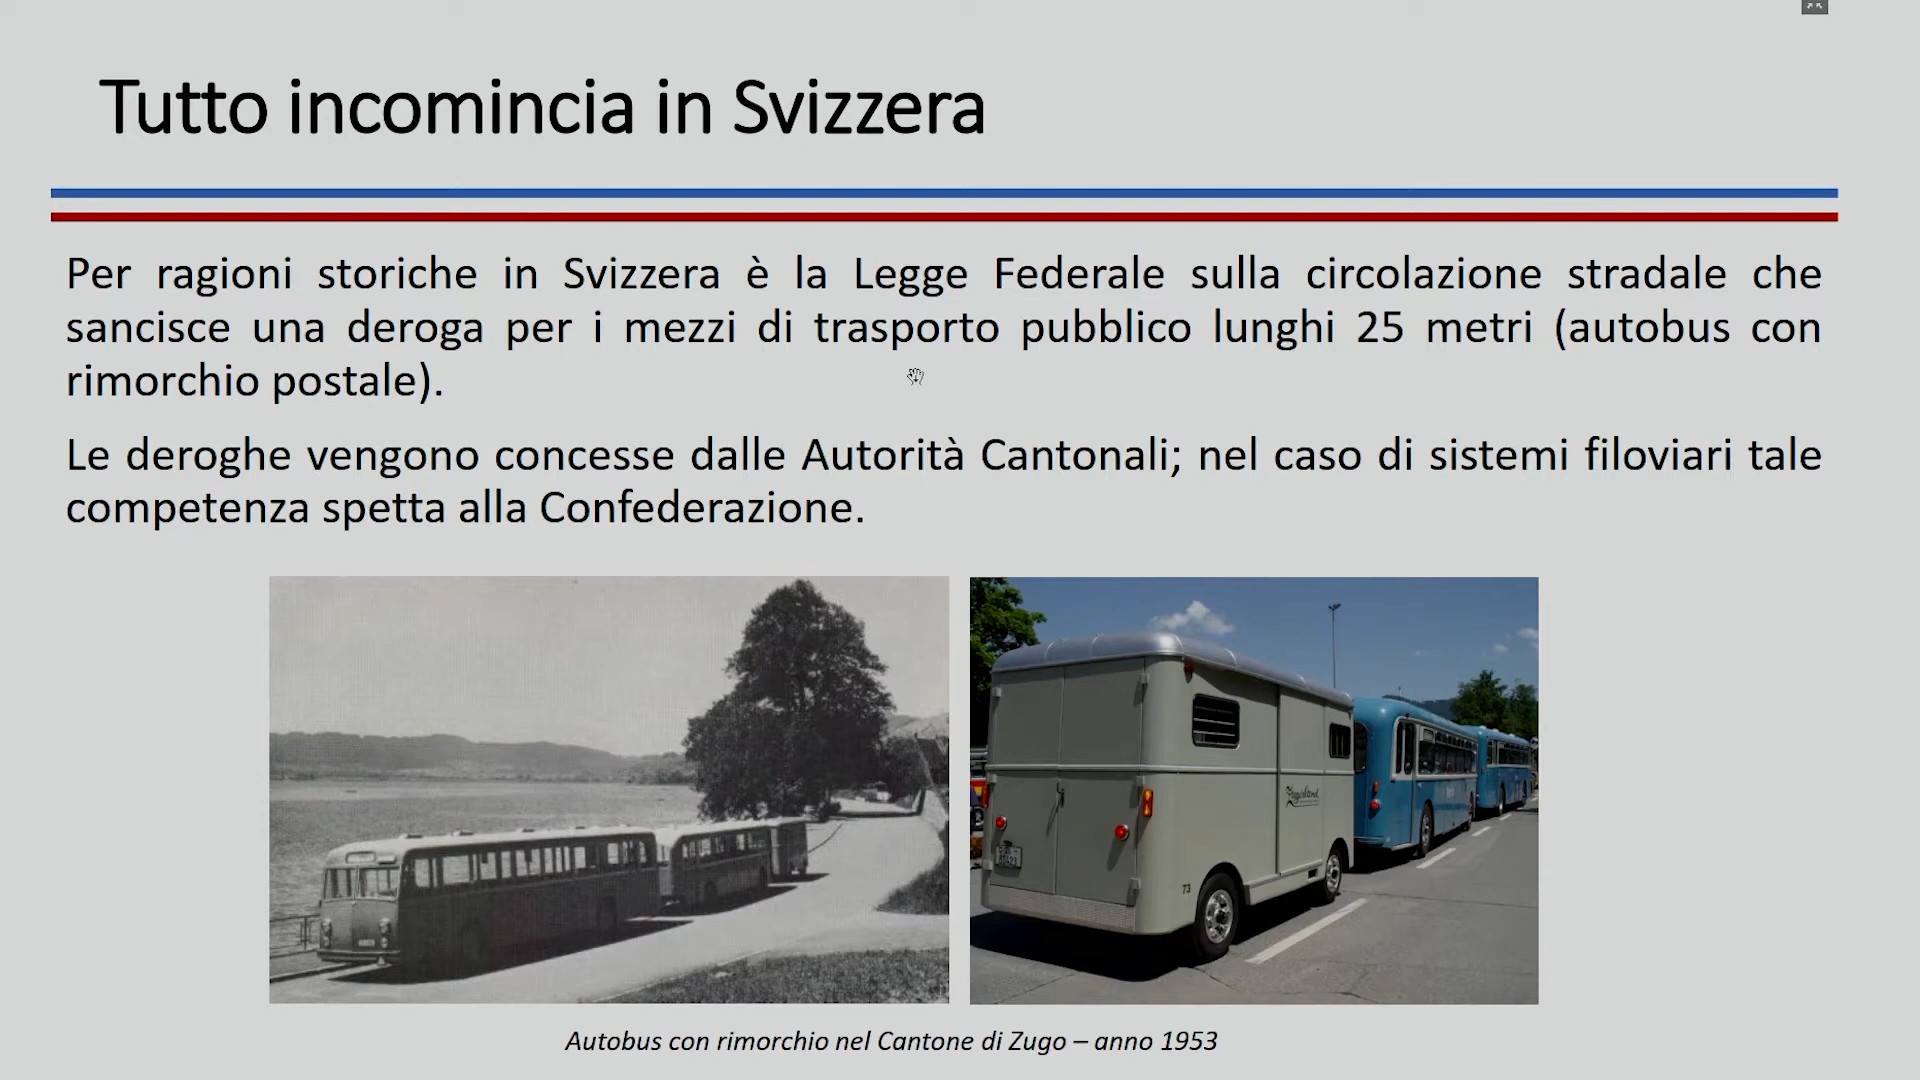 Tutto incomincia in Svizzera
Per ragioni storiche in Svizzera è la Legge Federale sulla circolazione stradale che
sancisce una deroga per i mezzi di trasporto pubblico lunghi 25 metri (autobus con
rimorchio postale).
Le deroghe vengono concesse dalle Autorità Cantonali; nel caso di sistemi filoviari tale
competenza spetta alla Confederazione.
73
Autobus con rimorchio nel Cantone di Zugo – anno 1953